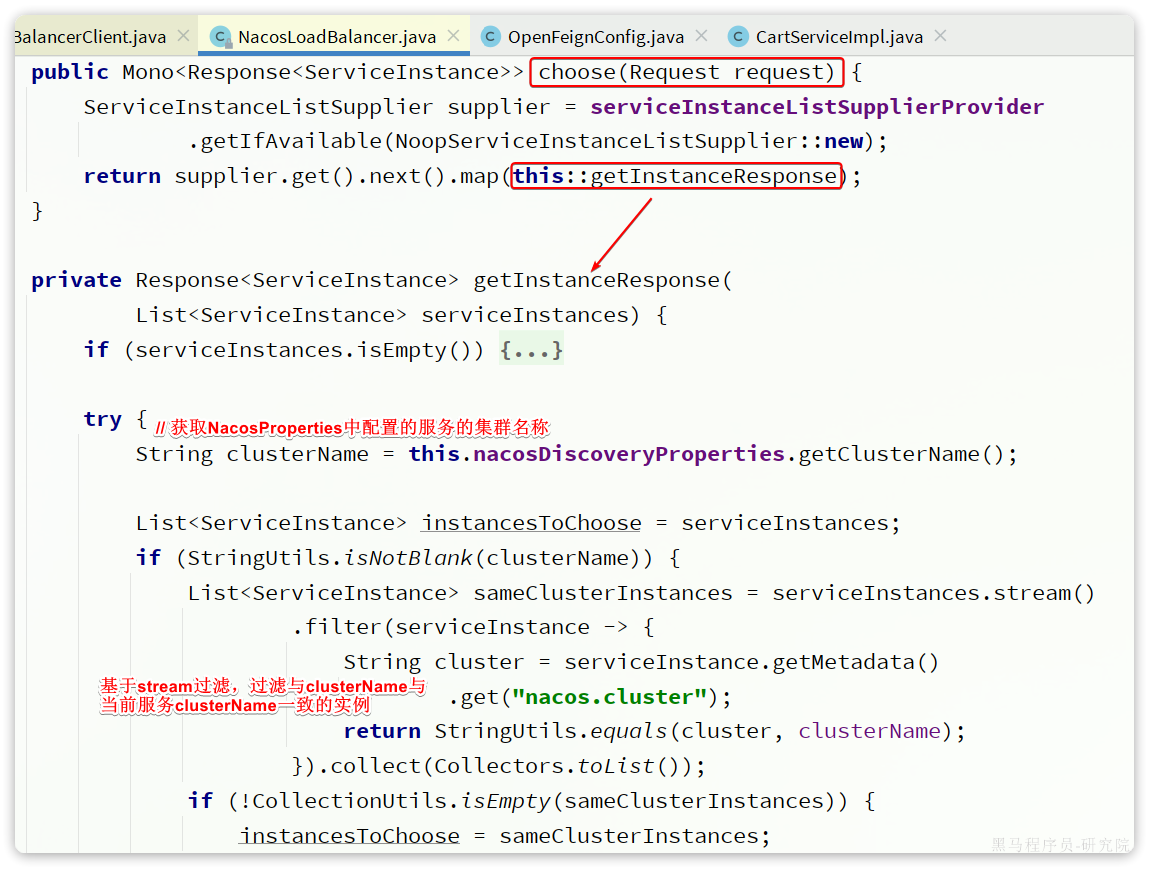 BalancerClient.java NacosLoadBalancer.java OpenFeignConfig.java CartServiceImpl.java
public Mono<Response<ServiceInstance>> choose(Request request) {
ServiceInstanceListSupplier supplier = serviceInstanceListSupplierProvider
.getIfAvailable(NoopServiceInstanceListSupplier::new);
return supplier.get().next().map(this::getInstanceResponse);
}
private Response<ServiceInstance> getInstanceResponse(
List<ServiceInstance> serviceInstances) {
if (serviceInstances.isEmpty()) {...}
try {
// 获取NacosProperties中配置的服务的集群名称
String clusterName = this.nacosDiscoveryProperties.getClusterName();
List<ServiceInstance> instancesToChoose = serviceInstances;
if (StringUtils.isNotBlank(clusterName)) {
List<ServiceInstance> sameClusterInstances = serviceInstances.stream()
.filter(serviceInstance -> {
String cluster = serviceInstance.getMetadata()
基于stream过滤，过滤与clusterName与
当前服务clusterName一致的实例
.get("nacos.cluster");
return StringUtils.equals(cluster, clusterName);
}).collect(Collectors.toList());
if (!CollectionUtils.isEmpty(sameClusterInstances)) {
instancesToChoose = sameClusterInstances;
黑马程序员-研究院